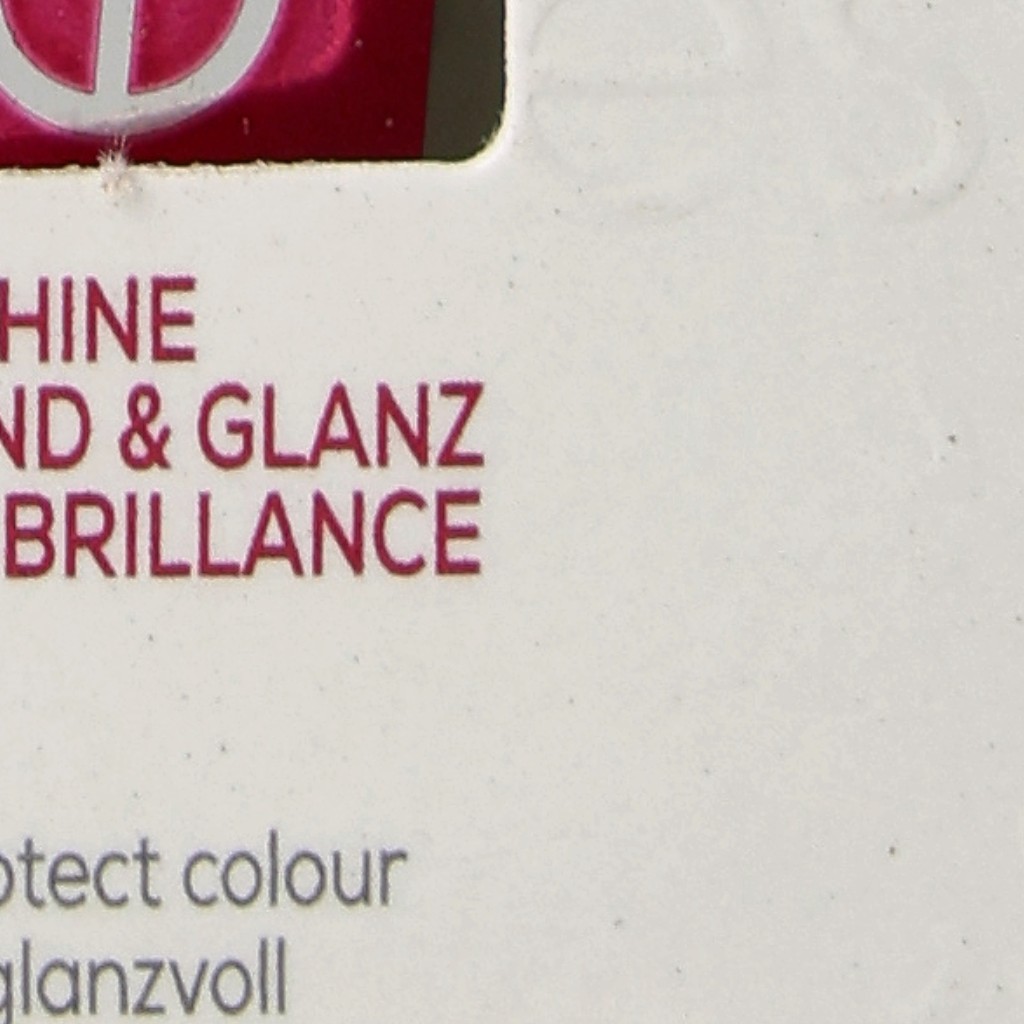 HINE
ND & GLANZ
BRILLANCE
otect colour
glanzvoll